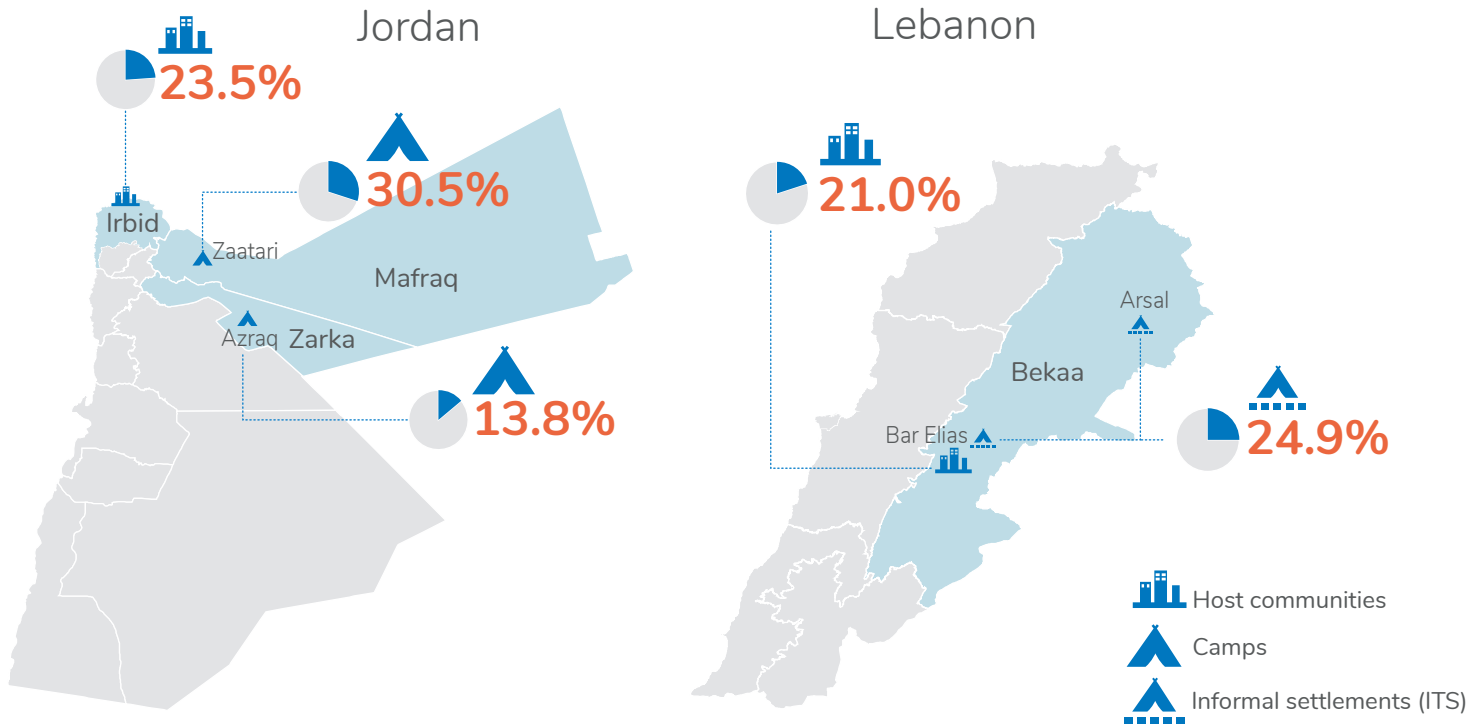 Jordan
Lebanon
23.5%
30.5%
21.0%
Irbid
Zaatari
Mafraq
Azraq
Zarka
13.8%
Arsal
Bekaa
Bar Elias
24.9%
Host communities
Camps
Informal settlements (ITS)